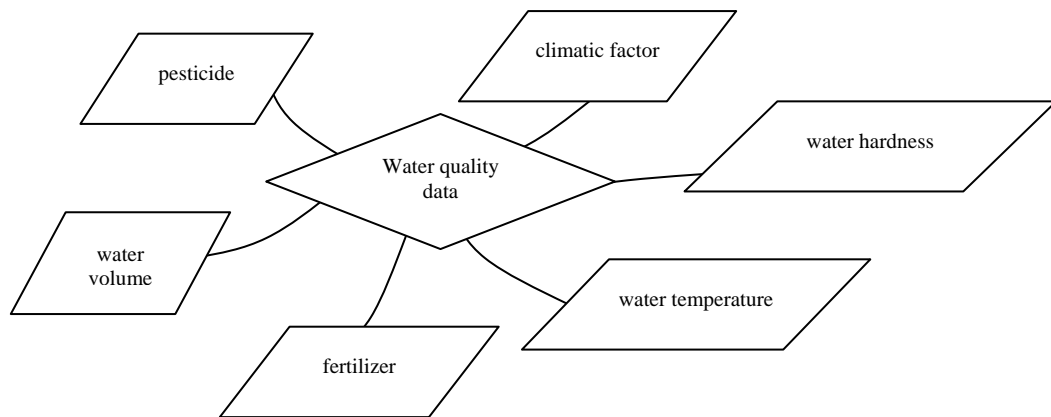 climatic factor
pesticide
water hardness
Water quality
data
water
volume
water temperature
fertilizer